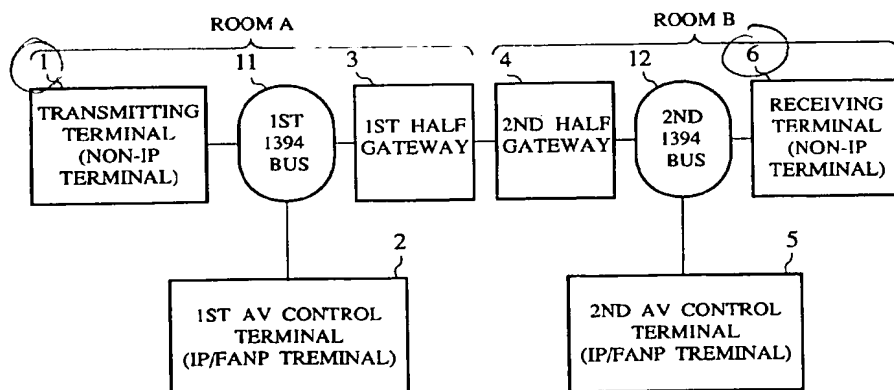 ROOM A
ROOM B
1
11
3
4
12
6
TRANSMITTING
TERMINAL
(NON-IP
TERMINAL)
1ST
1394
BUS
1ST HALF
GATEWAY
2ND HALF
GATEWAY
2ND
1394
BUS
RECEIVING
TERMINAL
(NON-IP
TERMINAL)
2
5
1ST AV CONTROL
TERMINAL
(IP/FANP TREMINAL)
2ND AV CONTROL
TERMINAL
(IP/FANP TREMINAL)